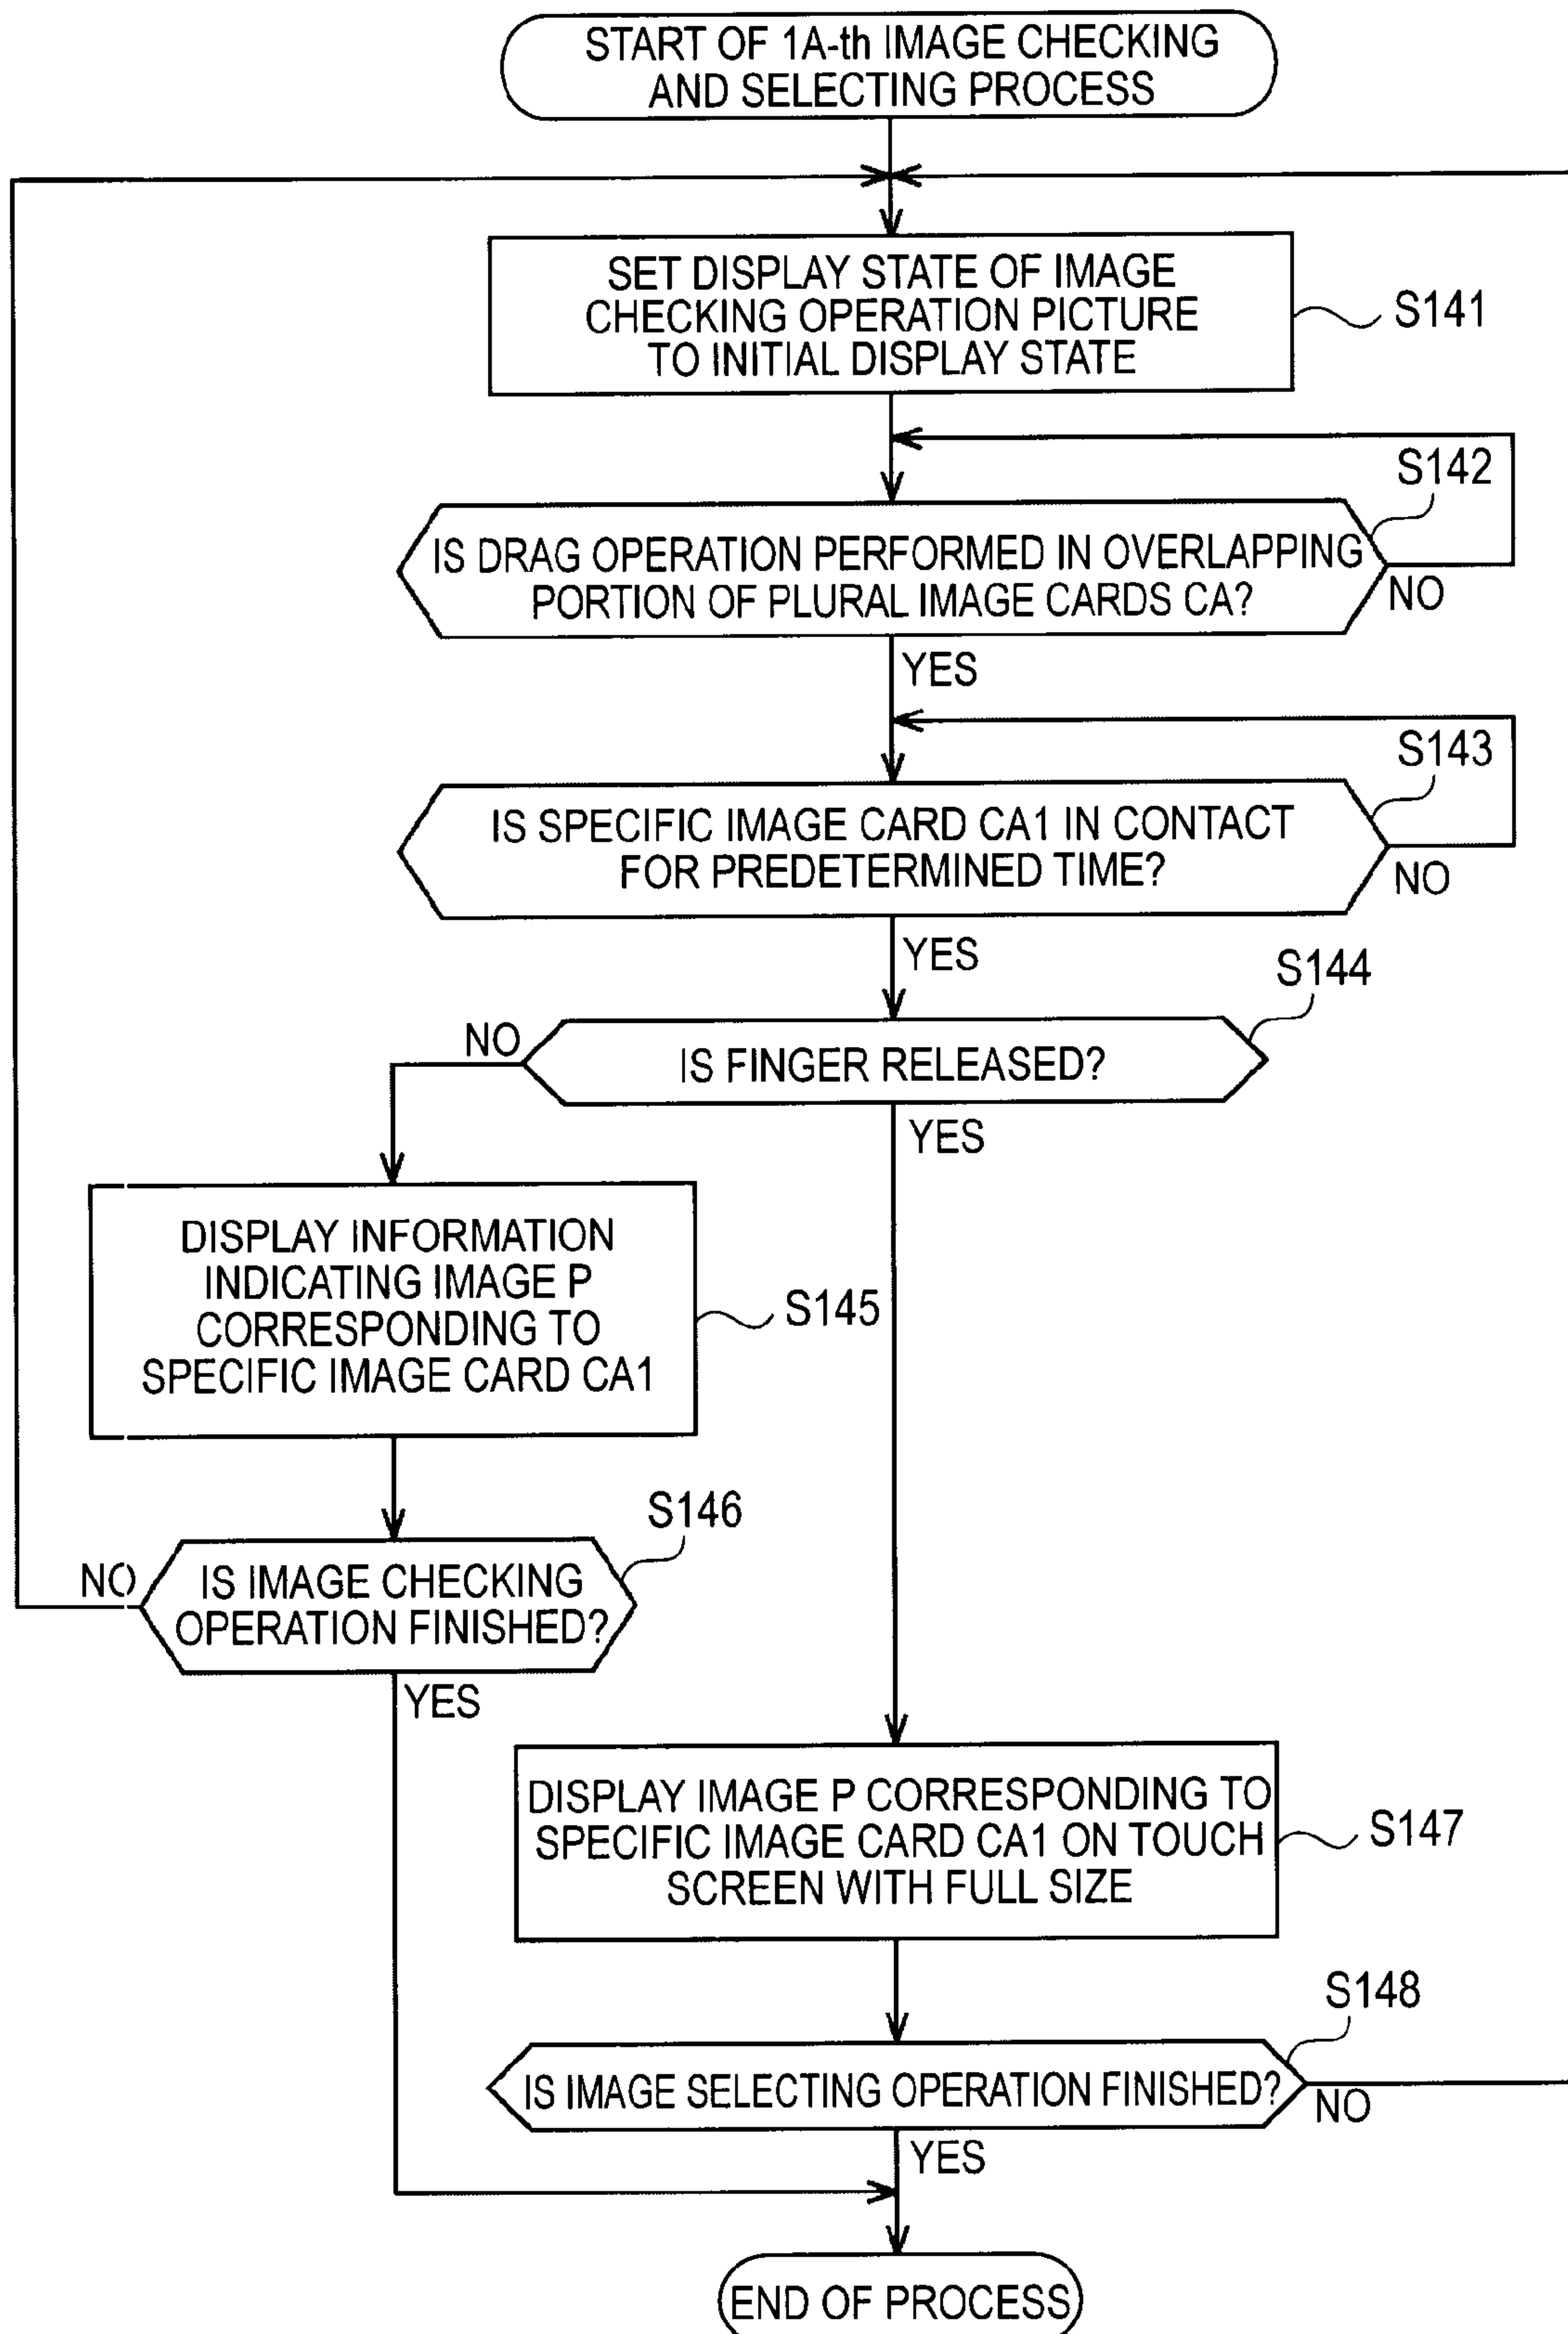 START OF 1A-th IMAGE CHECKING
AND SELECTING PROCESS
SET DISPLAY STATE OF IMAGE
CHECKING OPERATION PICTURE
TO INITIAL DISPLAY STATE
S141
S142
IS DRAG OPERATION PERFORMED IN OVERLAPPING
PORTION OF PLURAL IMAGE CARDS CA?
NO
YES
S143
IS SPECIFIC IMAGE CARD CA1 IN CONTACT
FOR PREDETERMINED TIME?
NO
YES
S144
NO
IS FINGER RELEASED?
YES
DISPLAY INFORMATION
INDICATING IMAGE P
CORRESPONDING TO
SPECIFIC IMAGE CARD CA1
S145
S146
NO
IS IMAGE CHECKING
OPERATION FINISHED?
YES
DISPLAY IMAGE P CORRESPONDING TO
SPECIFIC IMAGE CARD CA1 ON TOUCH
SCREEN WITH FULL SIZE
S147
S148
IS IMAGE SELECTING OPERATION FINISHED?
NO
YES
END OF PROCESS